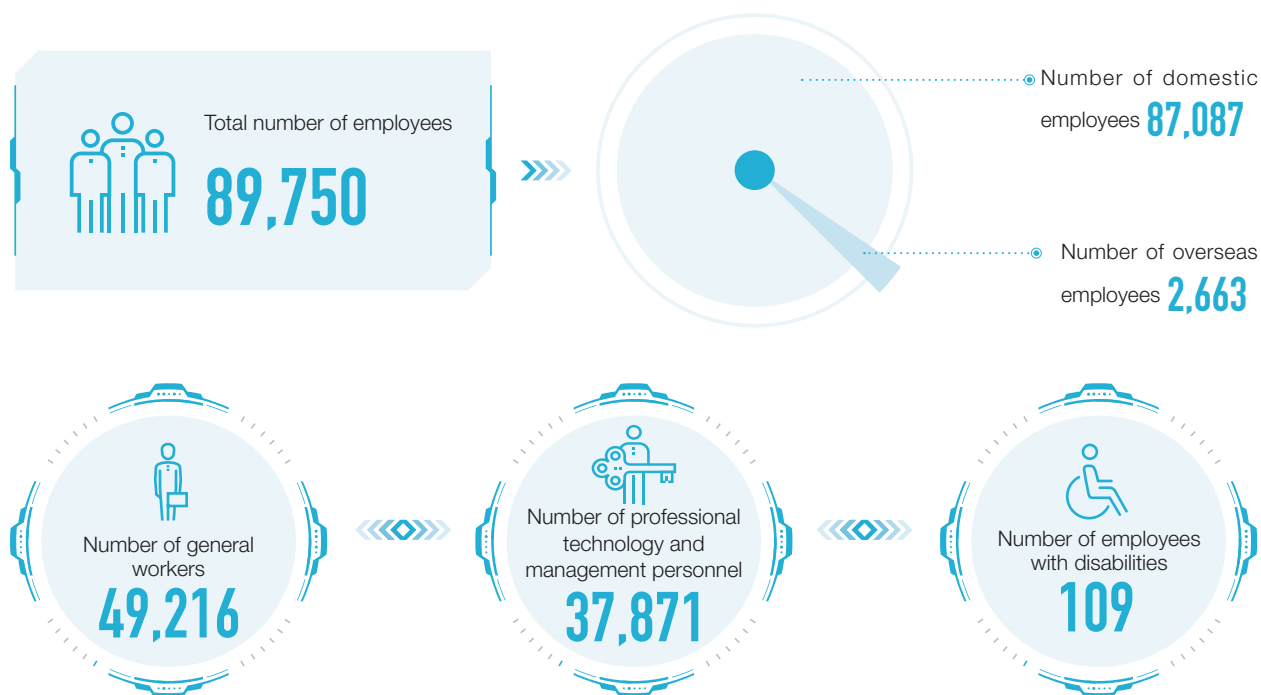 Total number of employees
89,750
Number of domestic
employees 87,087
Number of overseas
employees 2,663
Number of general
workers
49,216
Number of professional
technology and
management personnel
37,871
Number of employees
with disabilities
109